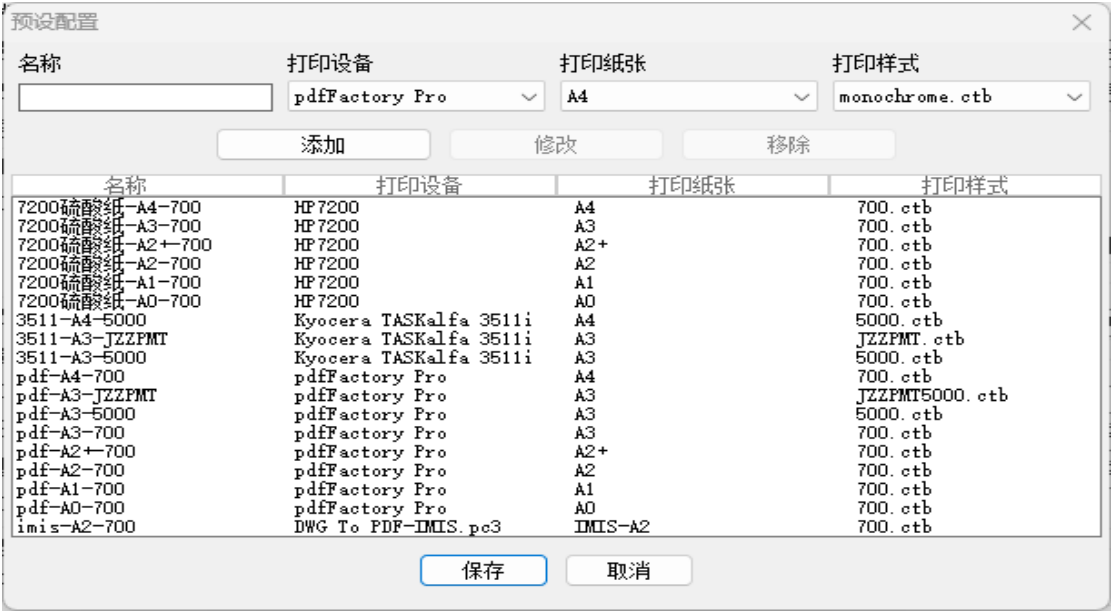 预设配置
名称 打印设备 打印纸张 打印样式
pdfFactory Pro A4 monochrome.ctb
添加 修改 移除
名称 打印设备 打印纸张 打印样式
7200硫酸纸-A4-700 HP7200 A4 700.ctb
7200硫酸纸-A3-700 HP7200 A3 700.ctb
7200硫酸纸-A2+-700 HP7200 A2+ 700.ctb
7200硫酸纸-A2-700 HP7200 A2 700.ctb
7200硫酸纸-A1-700 HP7200 A1 700.ctb
7200硫酸纸-A0-700 HP7200 A0 700.ctb
3511-A4-5000 Kyocera TASKalfa 3511i A4 5000.ctb
3511-A3-JZZPMT Kyocera TASKalfa 3511i A3 JZZPMT.ctb
3511-A3-5000 Kyocera TASKalfa 3511i A3 5000.ctb
pdf-A4-700 pdfFactory Pro A4 700.ctb
pdf-A3-JZZPMT pdfFactory Pro A3 JZZPMT5000.ctb
pdf-A3-5000 pdfFactory Pro A3 5000.ctb
pdf-A3-700 pdfFactory Pro A3 700.ctb
pdf-A2+-700 pdfFactory Pro A2+ 700.ctb
pdf-A2-700 pdfFactory Pro A2 700.ctb
pdf-A1-700 pdfFactory Pro A1 700.ctb
pdf-A0-700 pdfFactory Pro A0 700.ctb
imis-A2-700 DWG To PDF-IMIS.pc3 IMIS-A2 700.ctb
保存 取消